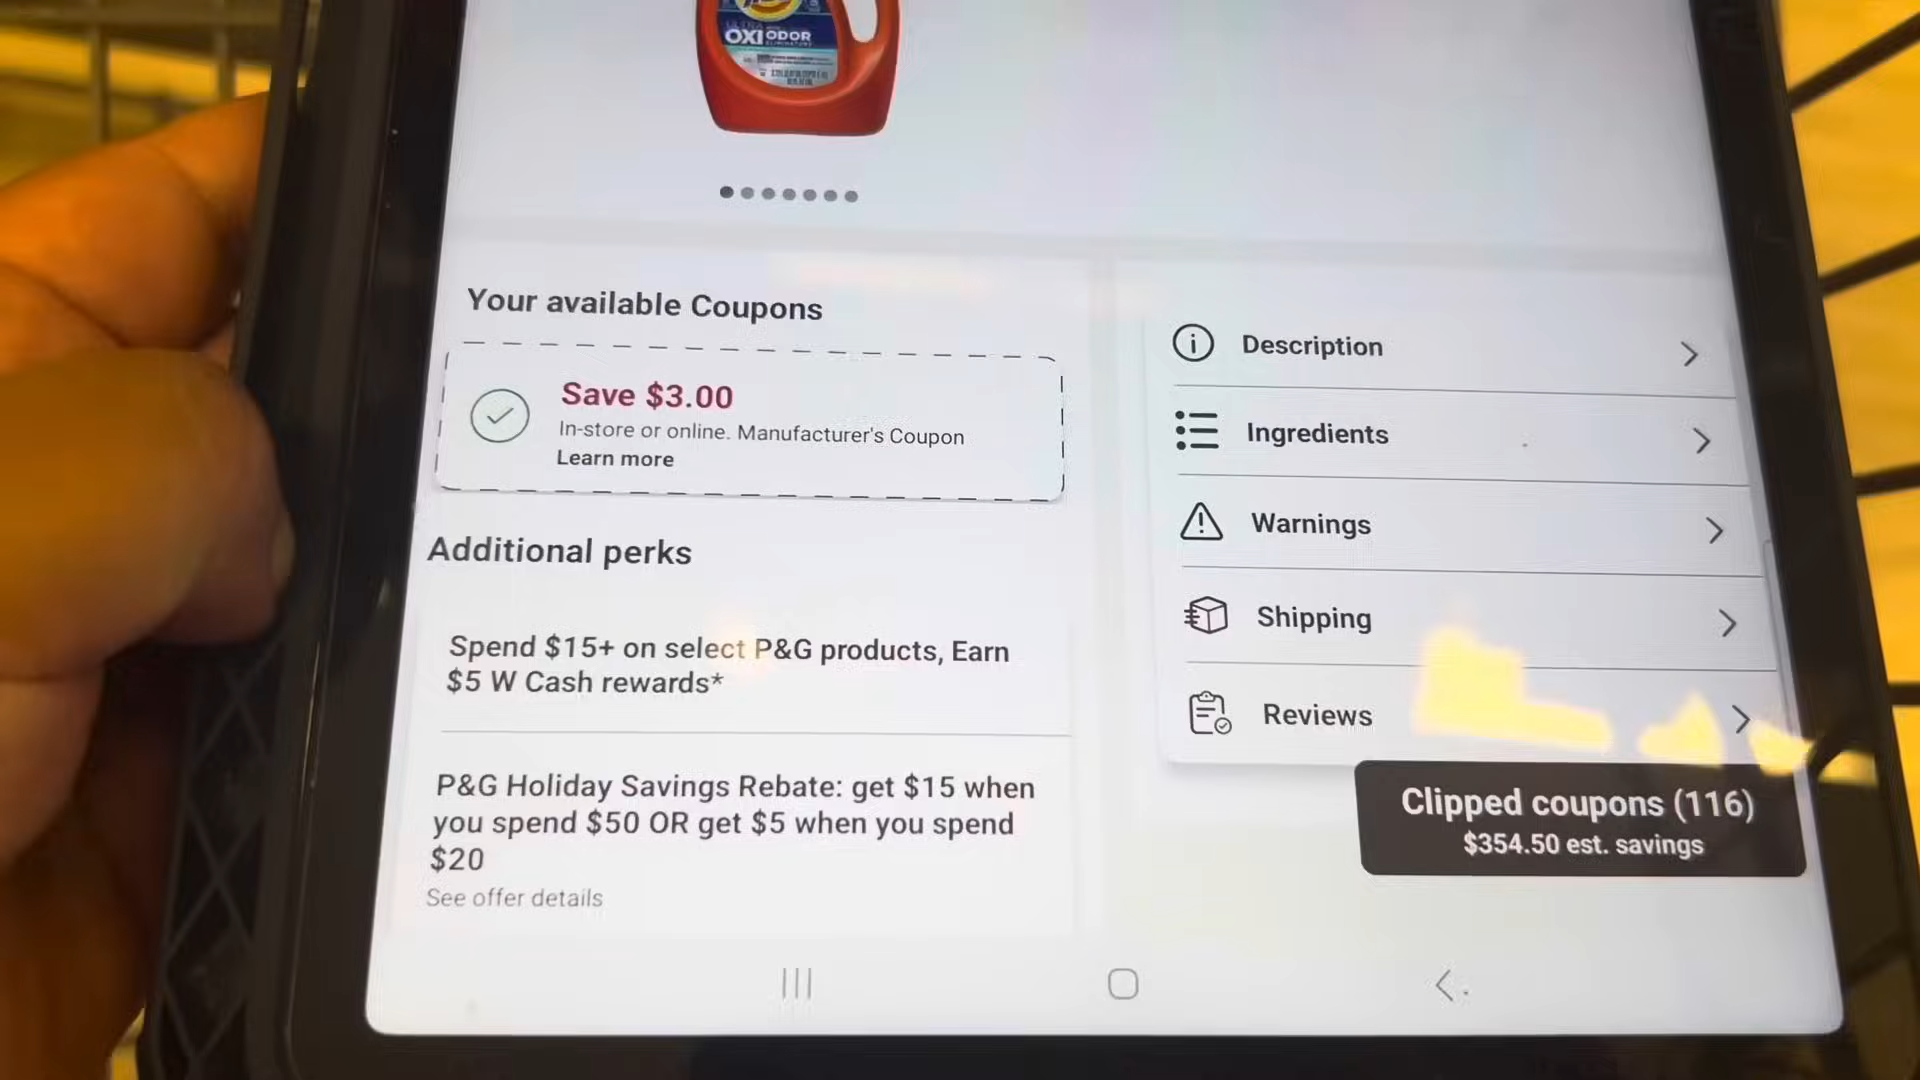 ULTRA
OXI ODOR
ELIMINATORS
Your available Coupons
Save $3.00
In-store or online. Manufacturer's Coupon
Learn more
Additional perks
Spend $15+ on select P&G products, Earn
$5 W Cash rewards*
P&G Holiday Savings Rebate: get $15 when
you spend $50 OR get $5 when you spend
$20
See offer details
Description
Ingredients
Warnings
Shipping
Reviews
Clipped coupons (116)
$354.50 est. savings